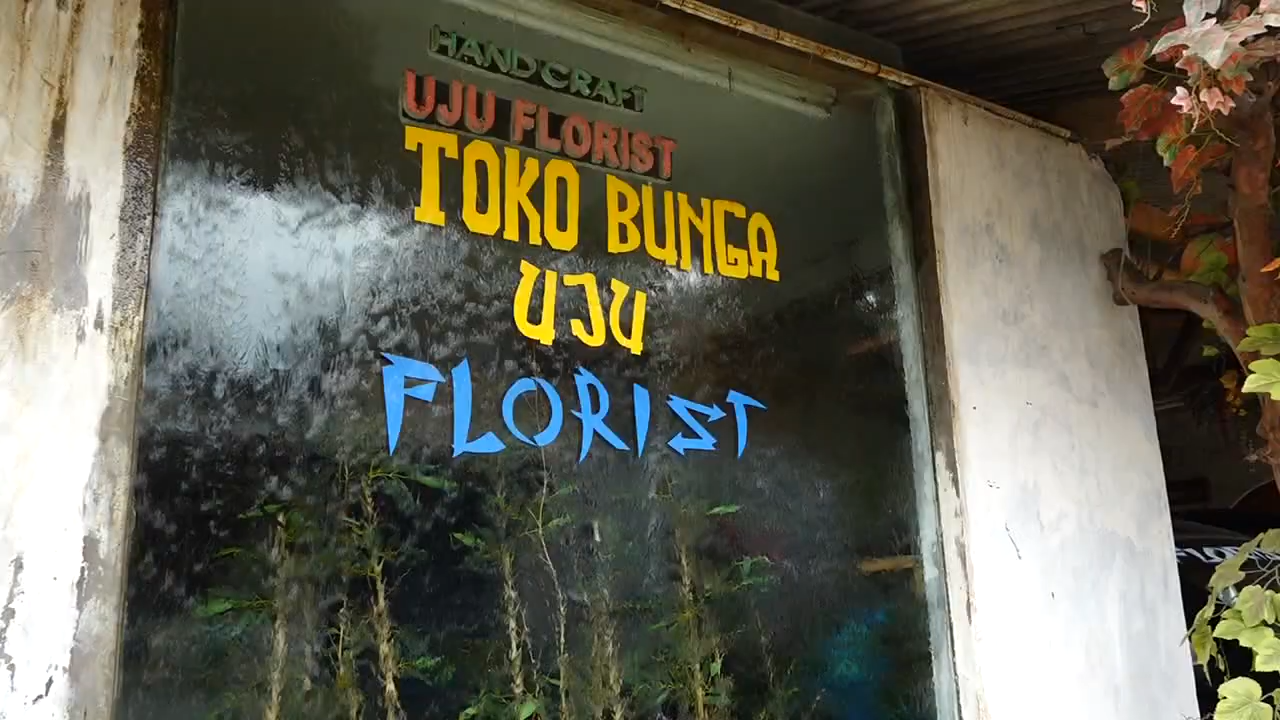 HANDCRAFT
UJU FLORIST
TOKO BUNGA
UJU
FLORIST